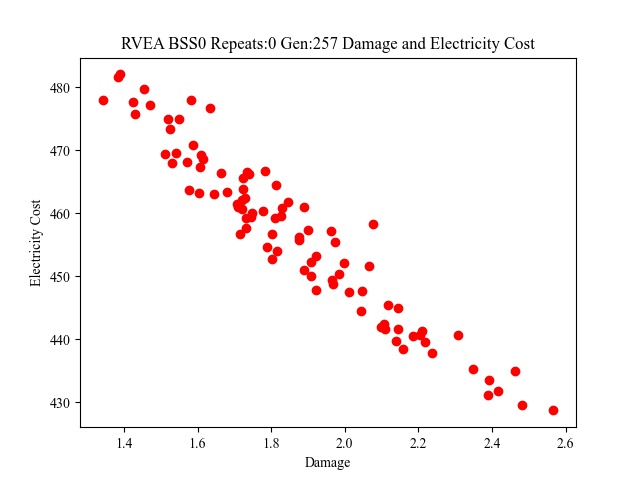 RVEA BSS0 Repeats:0 Gen:257 Damage and Electricity Cost
480
470
460
450
440
430
Electricity Cost
1.4 1.6 1.8 2.0 2.2 2.4 2.6
Damage